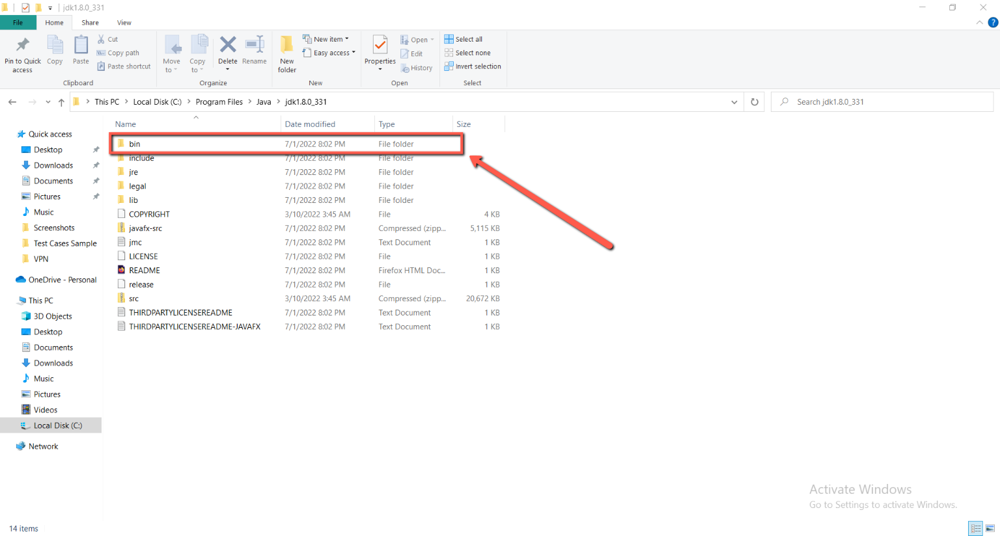 jdk1.8.0_331
File Home Share View
Pin to Quick access
Copy
Paste
Cut
Copy path
Paste shortcut
Clipboard
Move to
Copy to
Delete
Rename
Organize
New folder
New item
Easy access
New
Properties
Open
Edit
History
Open
Select all
Select none
Invert selection
Select
This PC > Local Disk (C:) > Program Files > Java > jdk1.8.0_331
Search jdk1.8.0_331
Quick access
Desktop
Downloads
Documents
Pictures
Music
Screenshots
Test Cases Sample
VPN
OneDrive - Personal
This PC
3D Objects
Desktop
Documents
Downloads
Music
Pictures
Videos
Local Disk (C:)
Network
Name Date modified Type Size
bin 7/1/2022 8:02 PM File folder
include 7/1/2022 8:02 PM File folder
jre 7/1/2022 8:02 PM File folder
legal 7/1/2022 8:02 PM File folder
lib 7/1/2022 8:02 PM File folder
COPYRIGHT 3/10/2022 3:45 AM File 4 KB
javafx-src 7/1/2022 8:02 PM Compressed (zipp... 5,115 KB
jmc 7/1/2022 8:02 PM Text Document 1 KB
LICENSE 7/1/2022 8:02 PM File 1 KB
README 7/1/2022 8:02 PM Firefox HTML Doc... 1 KB
release 7/1/2022 8:02 PM File 1 KB
src 3/10/2022 3:45 AM Compressed (zipp... 20,672 KB
THIRDPARTYLICENSEREADME 7/1/2022 8:02 PM Text Document 1 KB
THIRDPARTYLICENSEREADME-JAVAFX 7/1/2022 8:02 PM Text Document 1 KB
Activate Windows
Go to Settings to activate Windows.
14 items